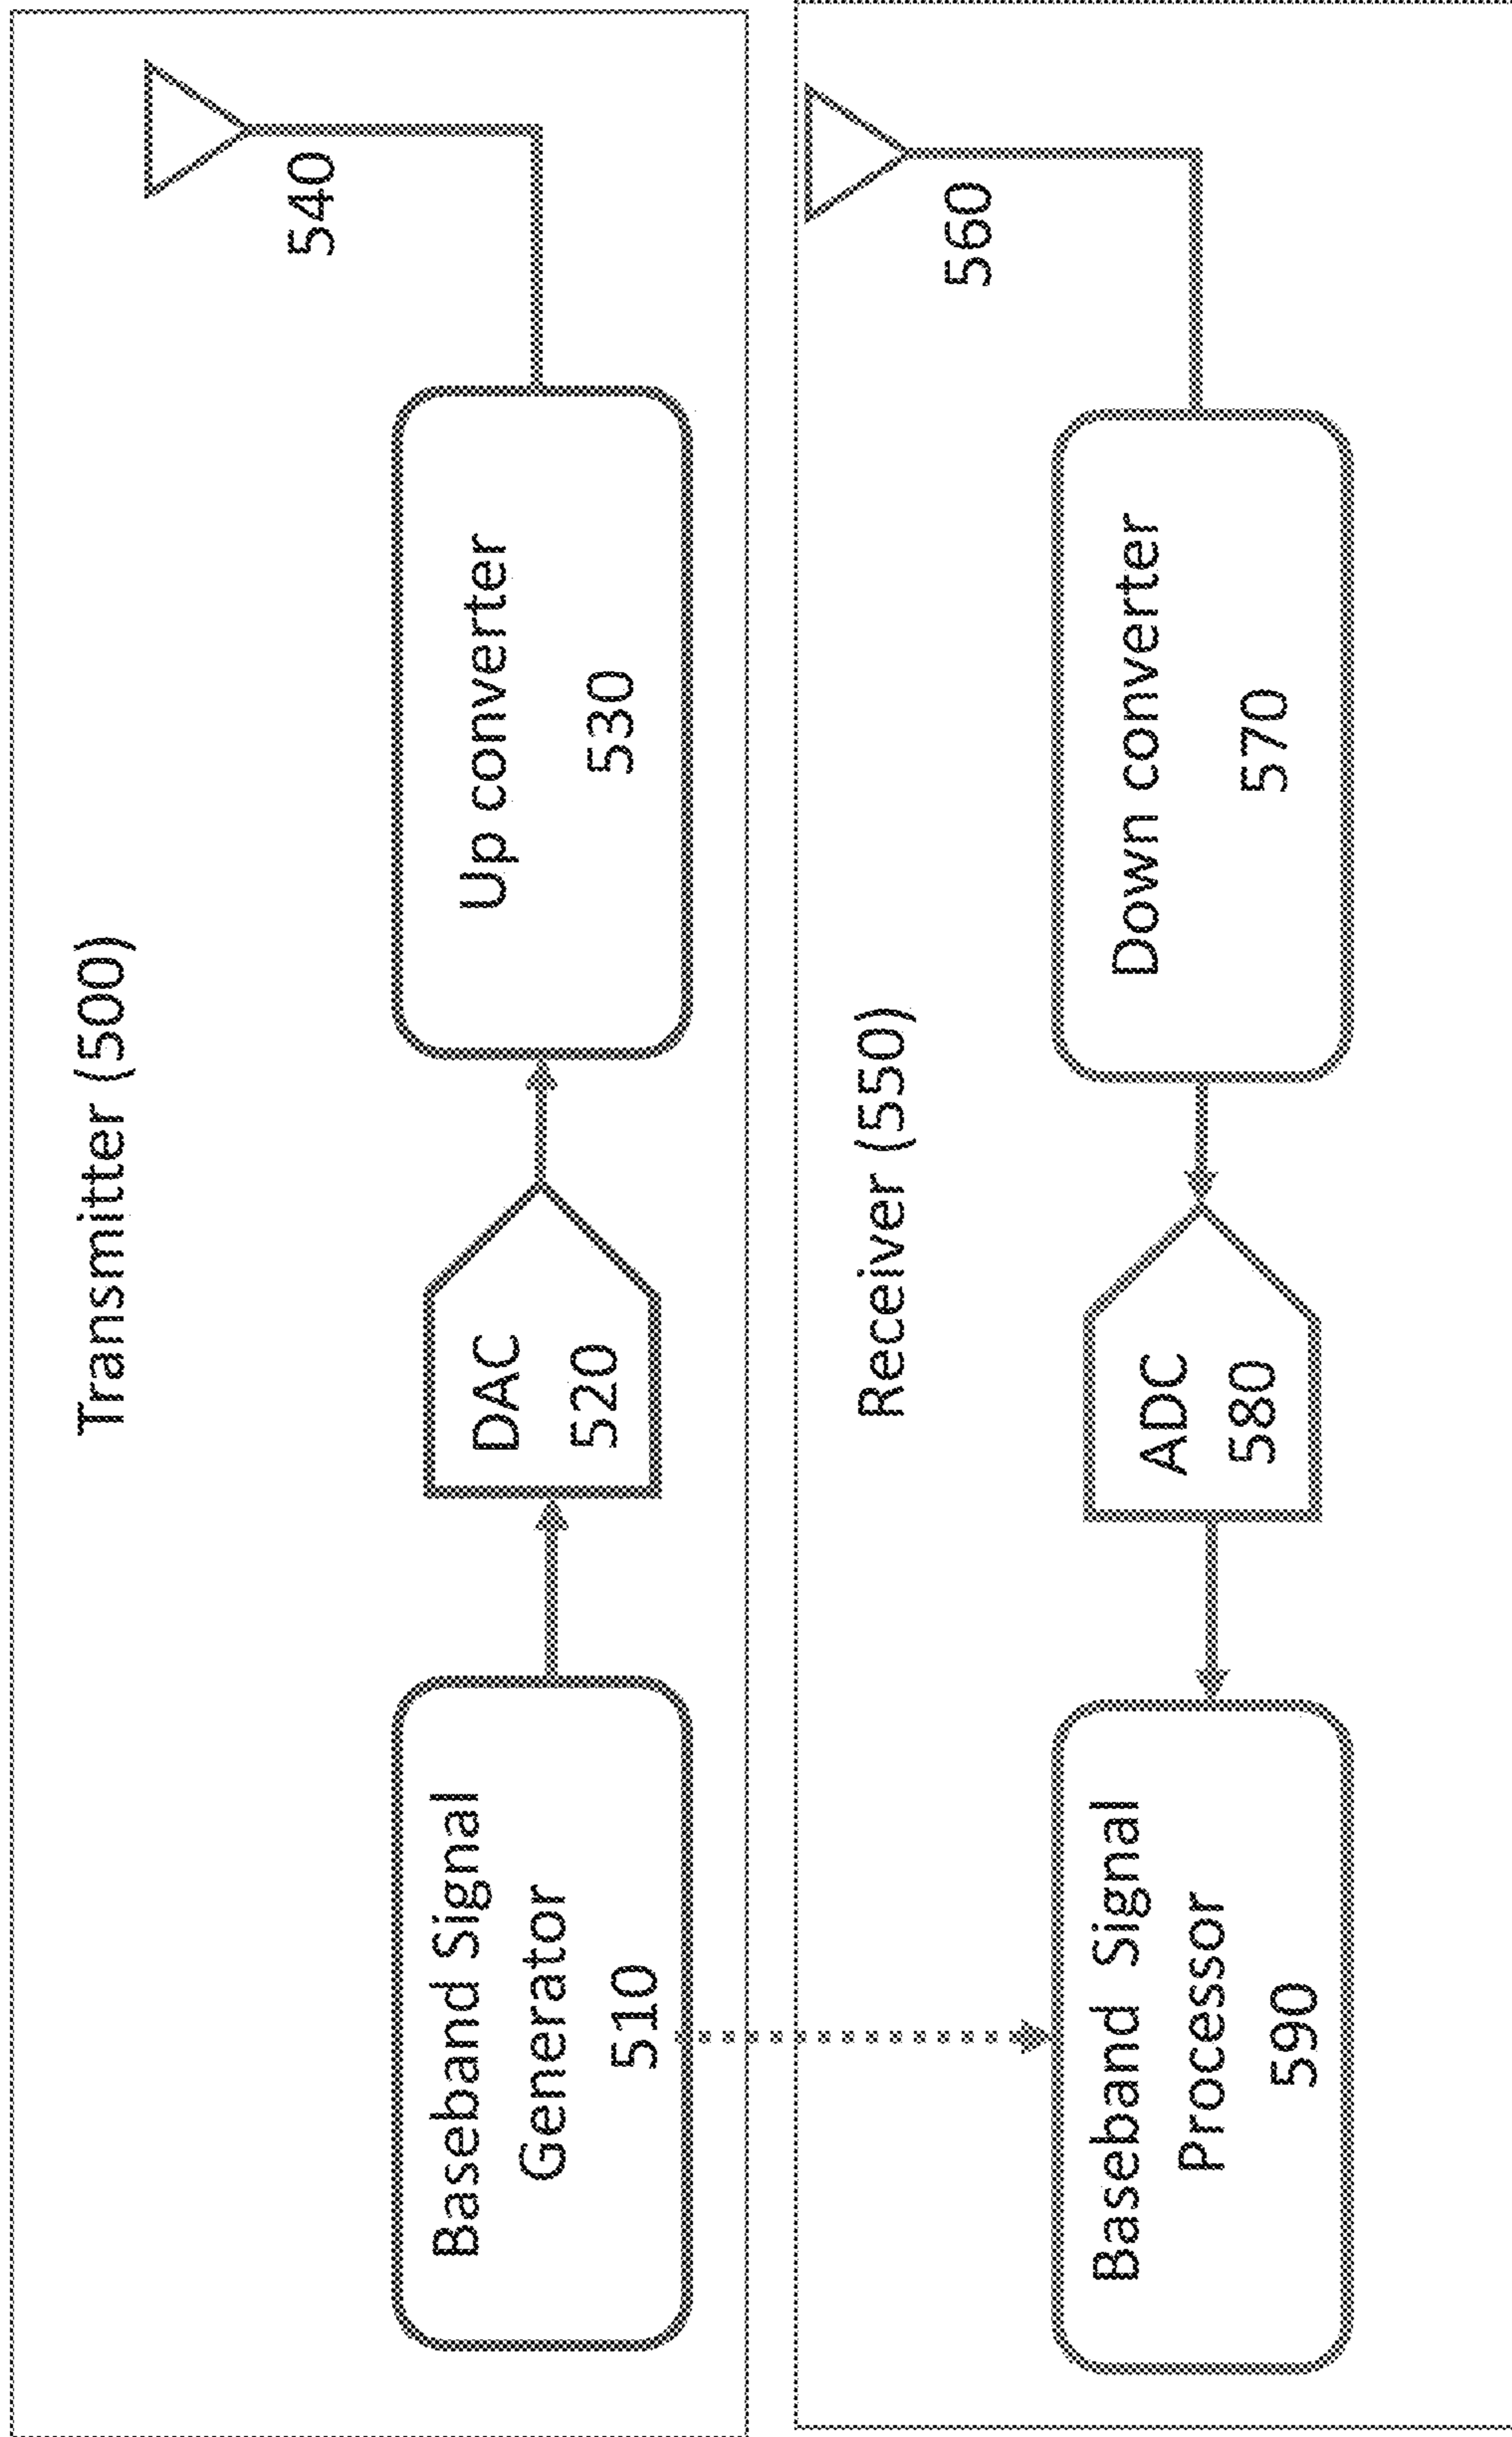 Transmitter (500)
Baseband Signal
Generator
510
DAC
520
Up converter
530
540
Receiver (550)
Baseband Signal
Processor
590
ADC
580
Down converter
570
560